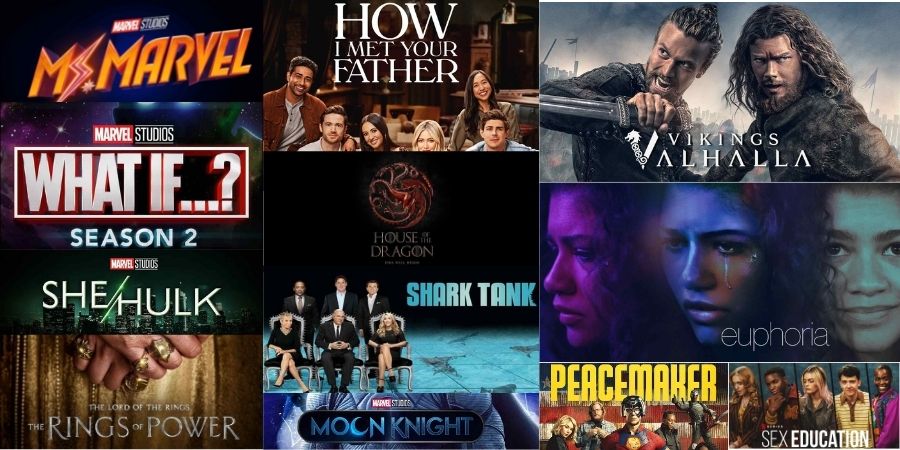 MARVEL STUDIOS
MS. MARVEL
MARVEL STUDIOS
WHAT IF...?
SEASON 2
MARVEL STUDIOS
SHE/HULK
THE LORD OF THE RINGS
THE RINGS OF POWER
HOW
I MET YOUR
FATHER
HOUSE OF THE
DRAGON
SHARK TANK
MARVEL STUDIOS
MOON KNIGHT
VIKINGS
VALHALLA
euphoria
PEACEMAKER
SEX EDUCATION